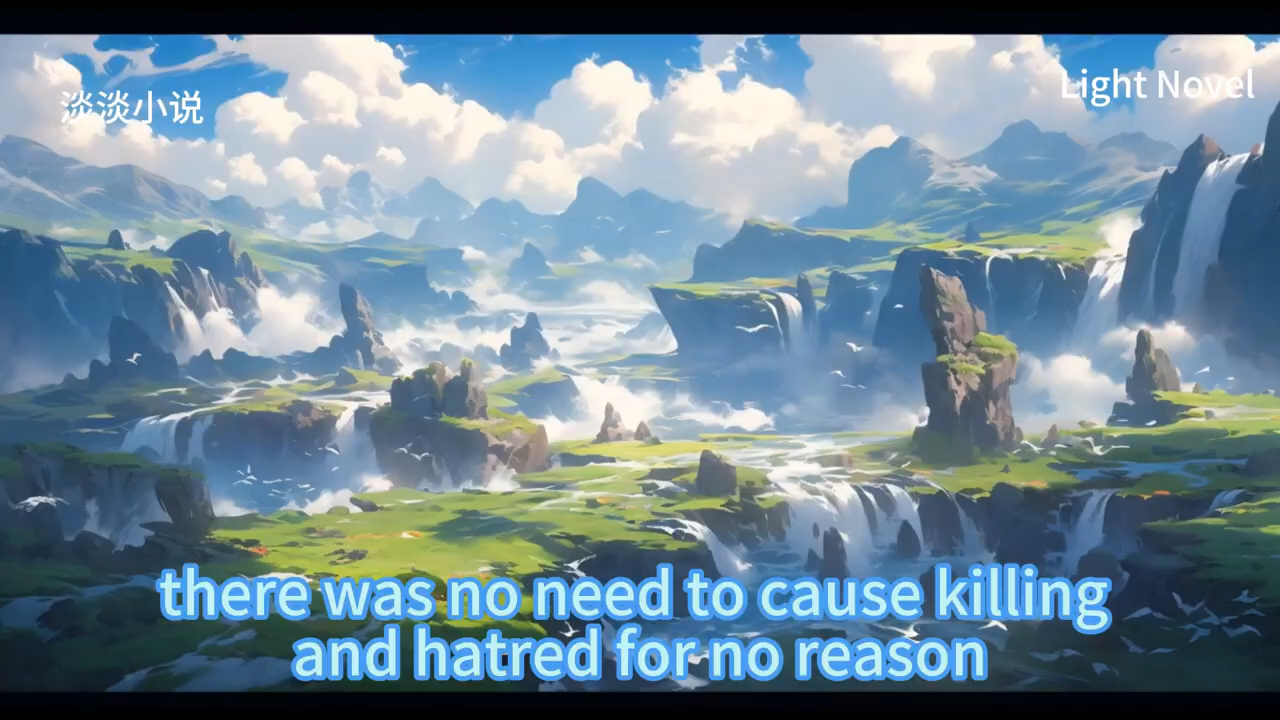 淡淡小说
Light Novel
there was no need to cause killing
and hatred for no reason